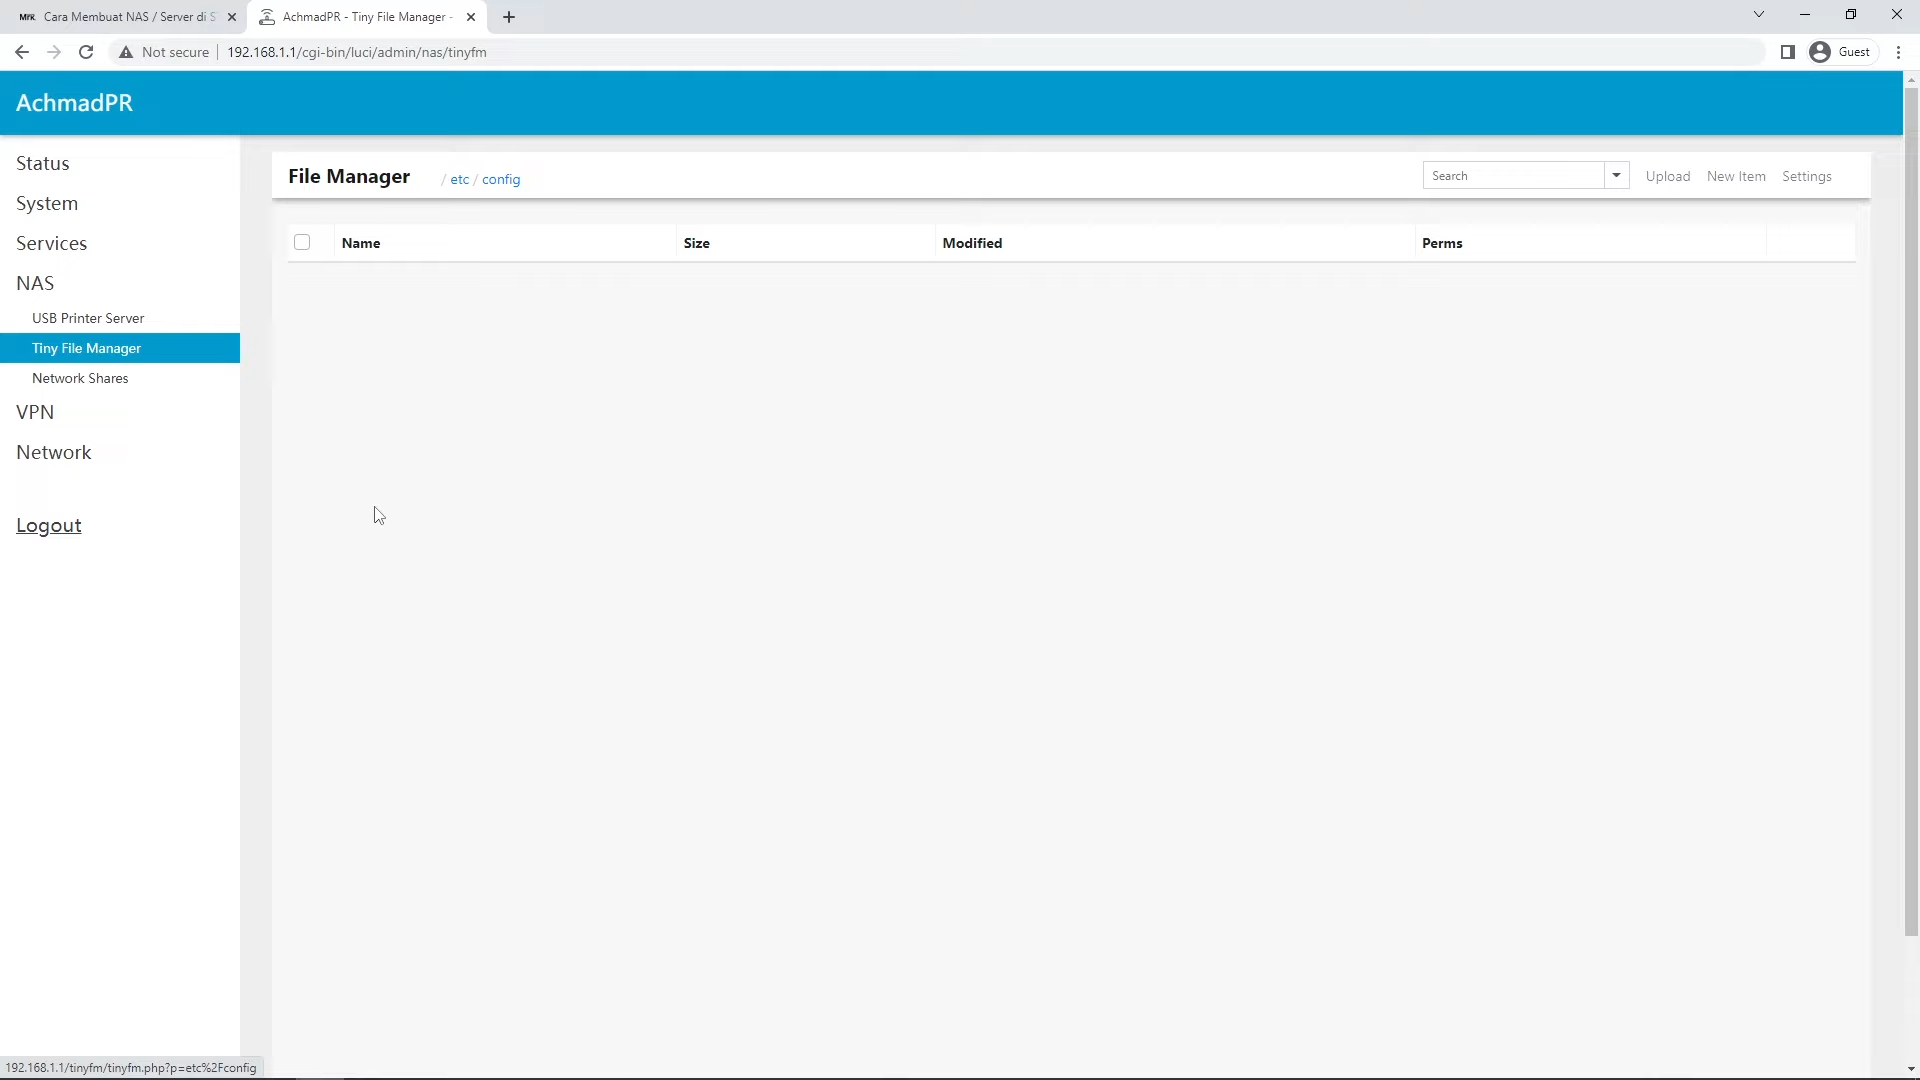 MFK Cara Membuat NAS / Server di S
AchmadPR - Tiny File Manager -
Not secure 192.168.1.1/cgi-bin/luci/admin/nas/tinyfm
Guest
AchmadPR
Status
System
Services
NAS
USB Printer Server
Tiny File Manager
Network Shares
VPN
Network
Logout
File Manager / etc / config
Search Upload New Item Settings
Name Size Modified Perms
192.168.1.1/tinyfm/tinyfm.php?p=etc%2Fconfig